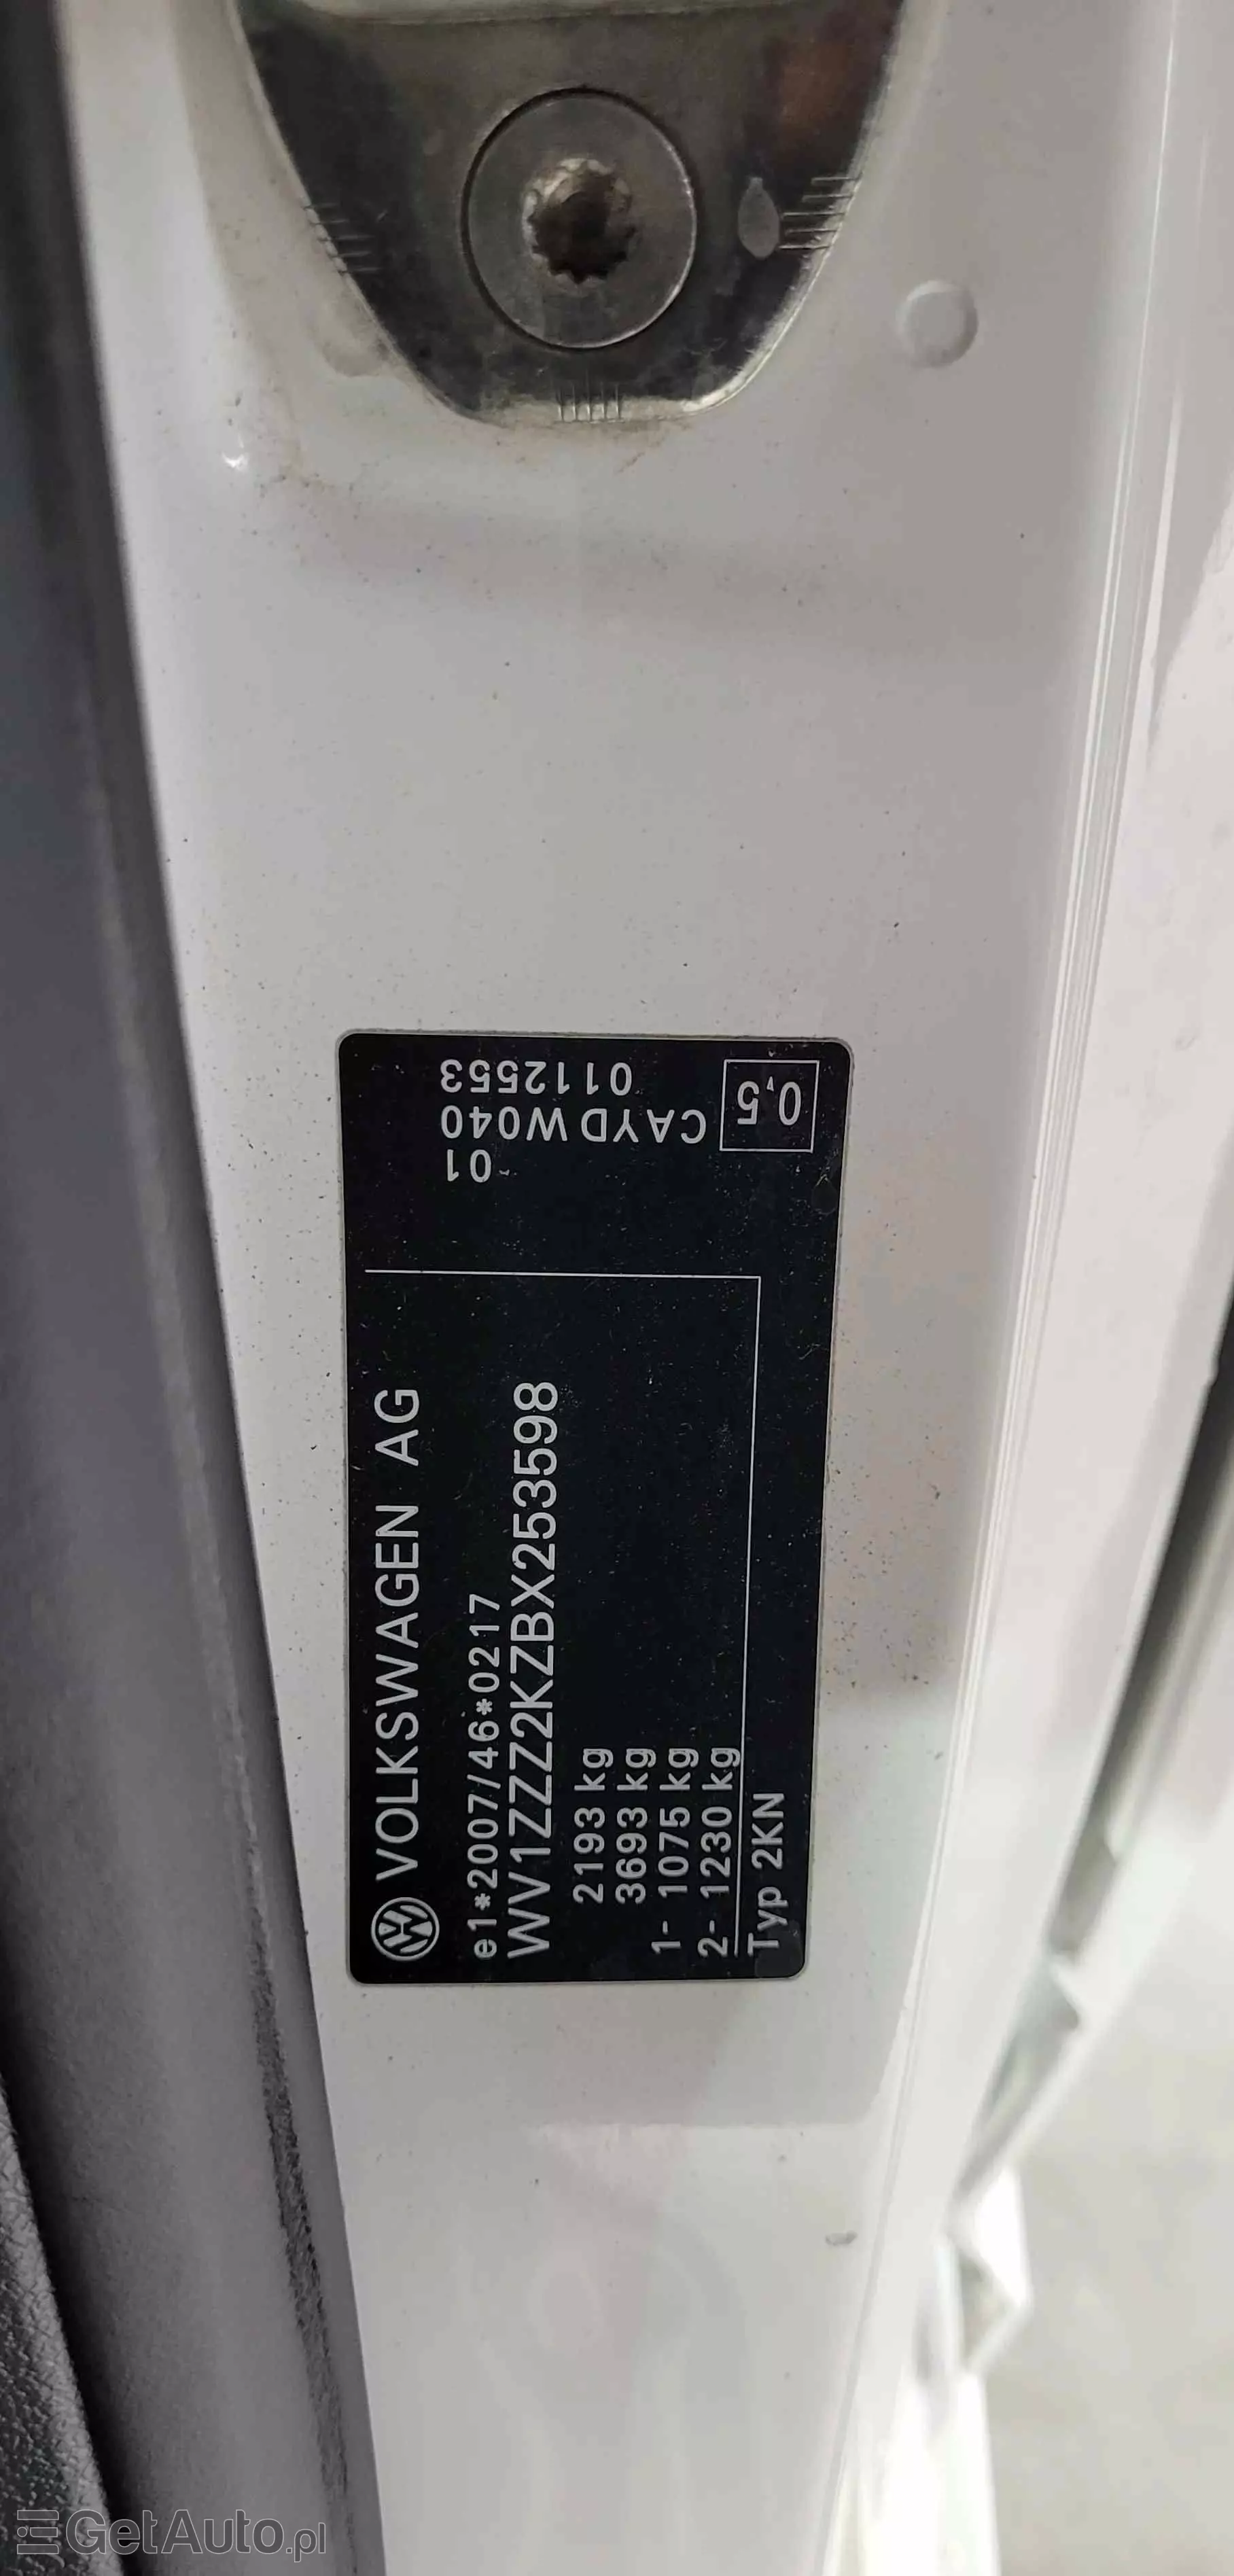 VOLKSWAGEN AG
e1*2007/46*0217
WV1ZZZ2KZBX253598
2193 kg
3693 kg
1- 1075 kg
2- 1230 kg
Typ 2KN
0,5
0112553
CAYD W040
01
GetAuto.pl